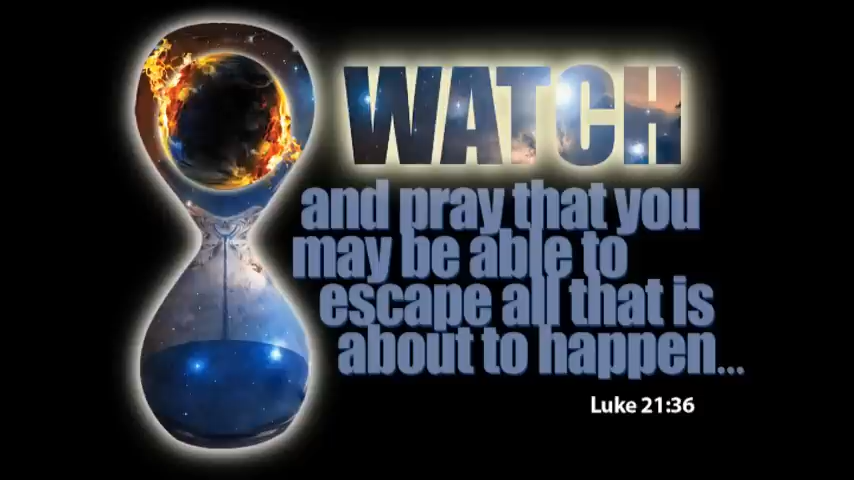 WATCH
and pray that you
may be able to
escape all that is
about to happen...
Luke 21:36